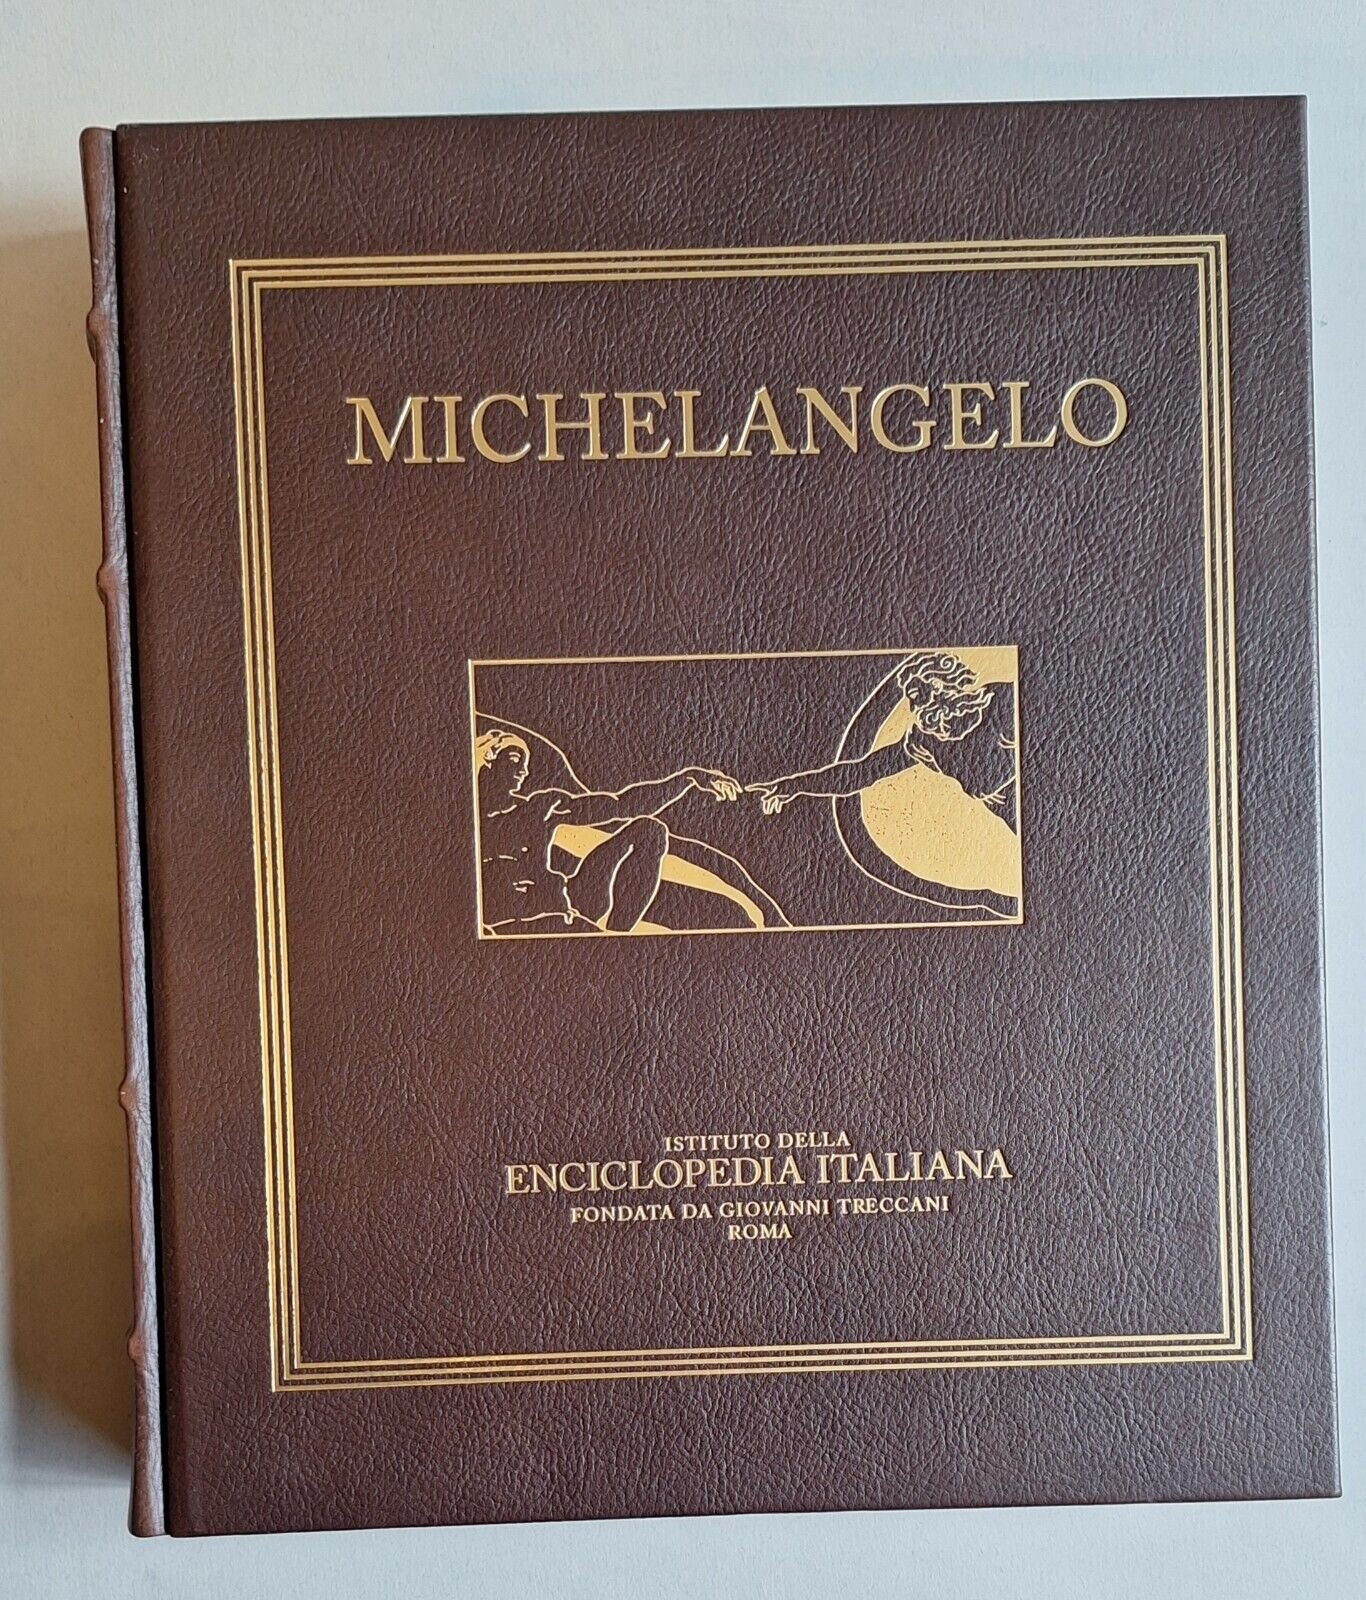 MICHELANGELO
ISTITUTO DELLA
ENCICLOPEDIA ITALIANA
FONDATA DA GIOVANNI TRECCANI
ROMA